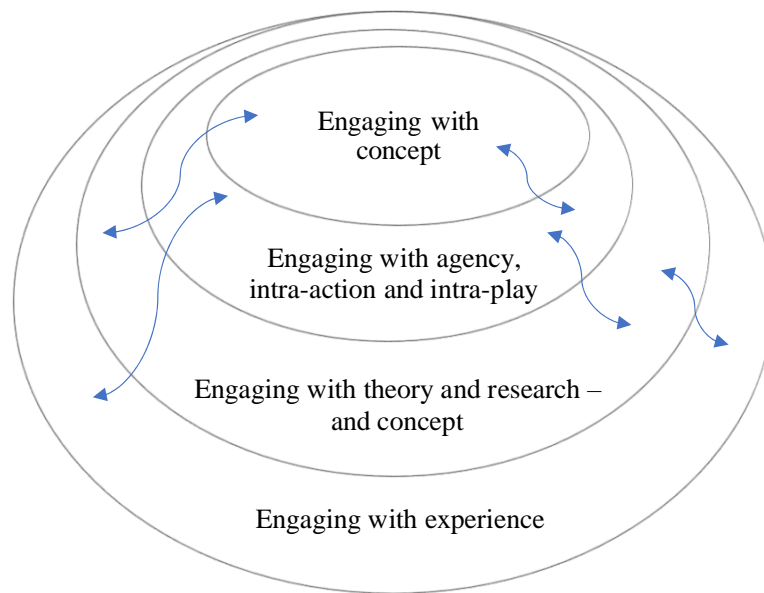 Engaging with
concept
Engaging with agency,
intra-action and intra-play
Engaging with theory and research –
and concept
Engaging with experience